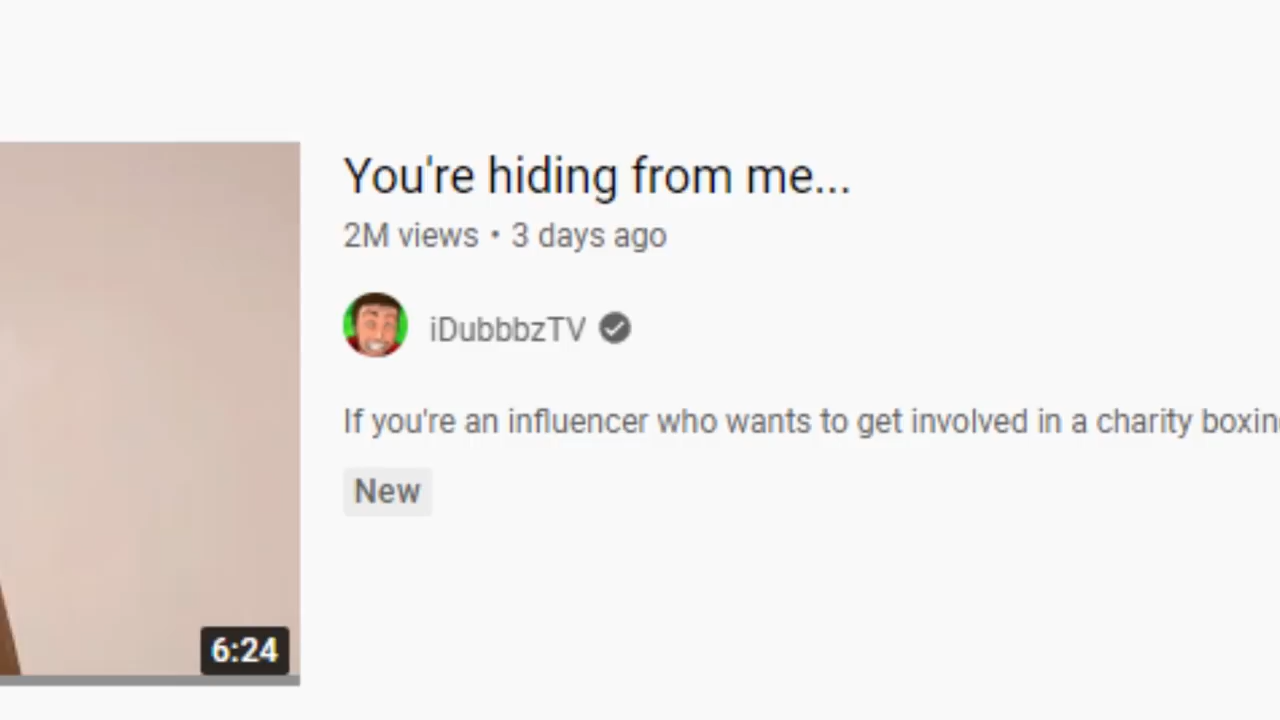 You're hiding from me...
2M views • 3 days ago
iDubbbzTV
If you're an influencer who wants to get involved in a charity boxin
New
6:24